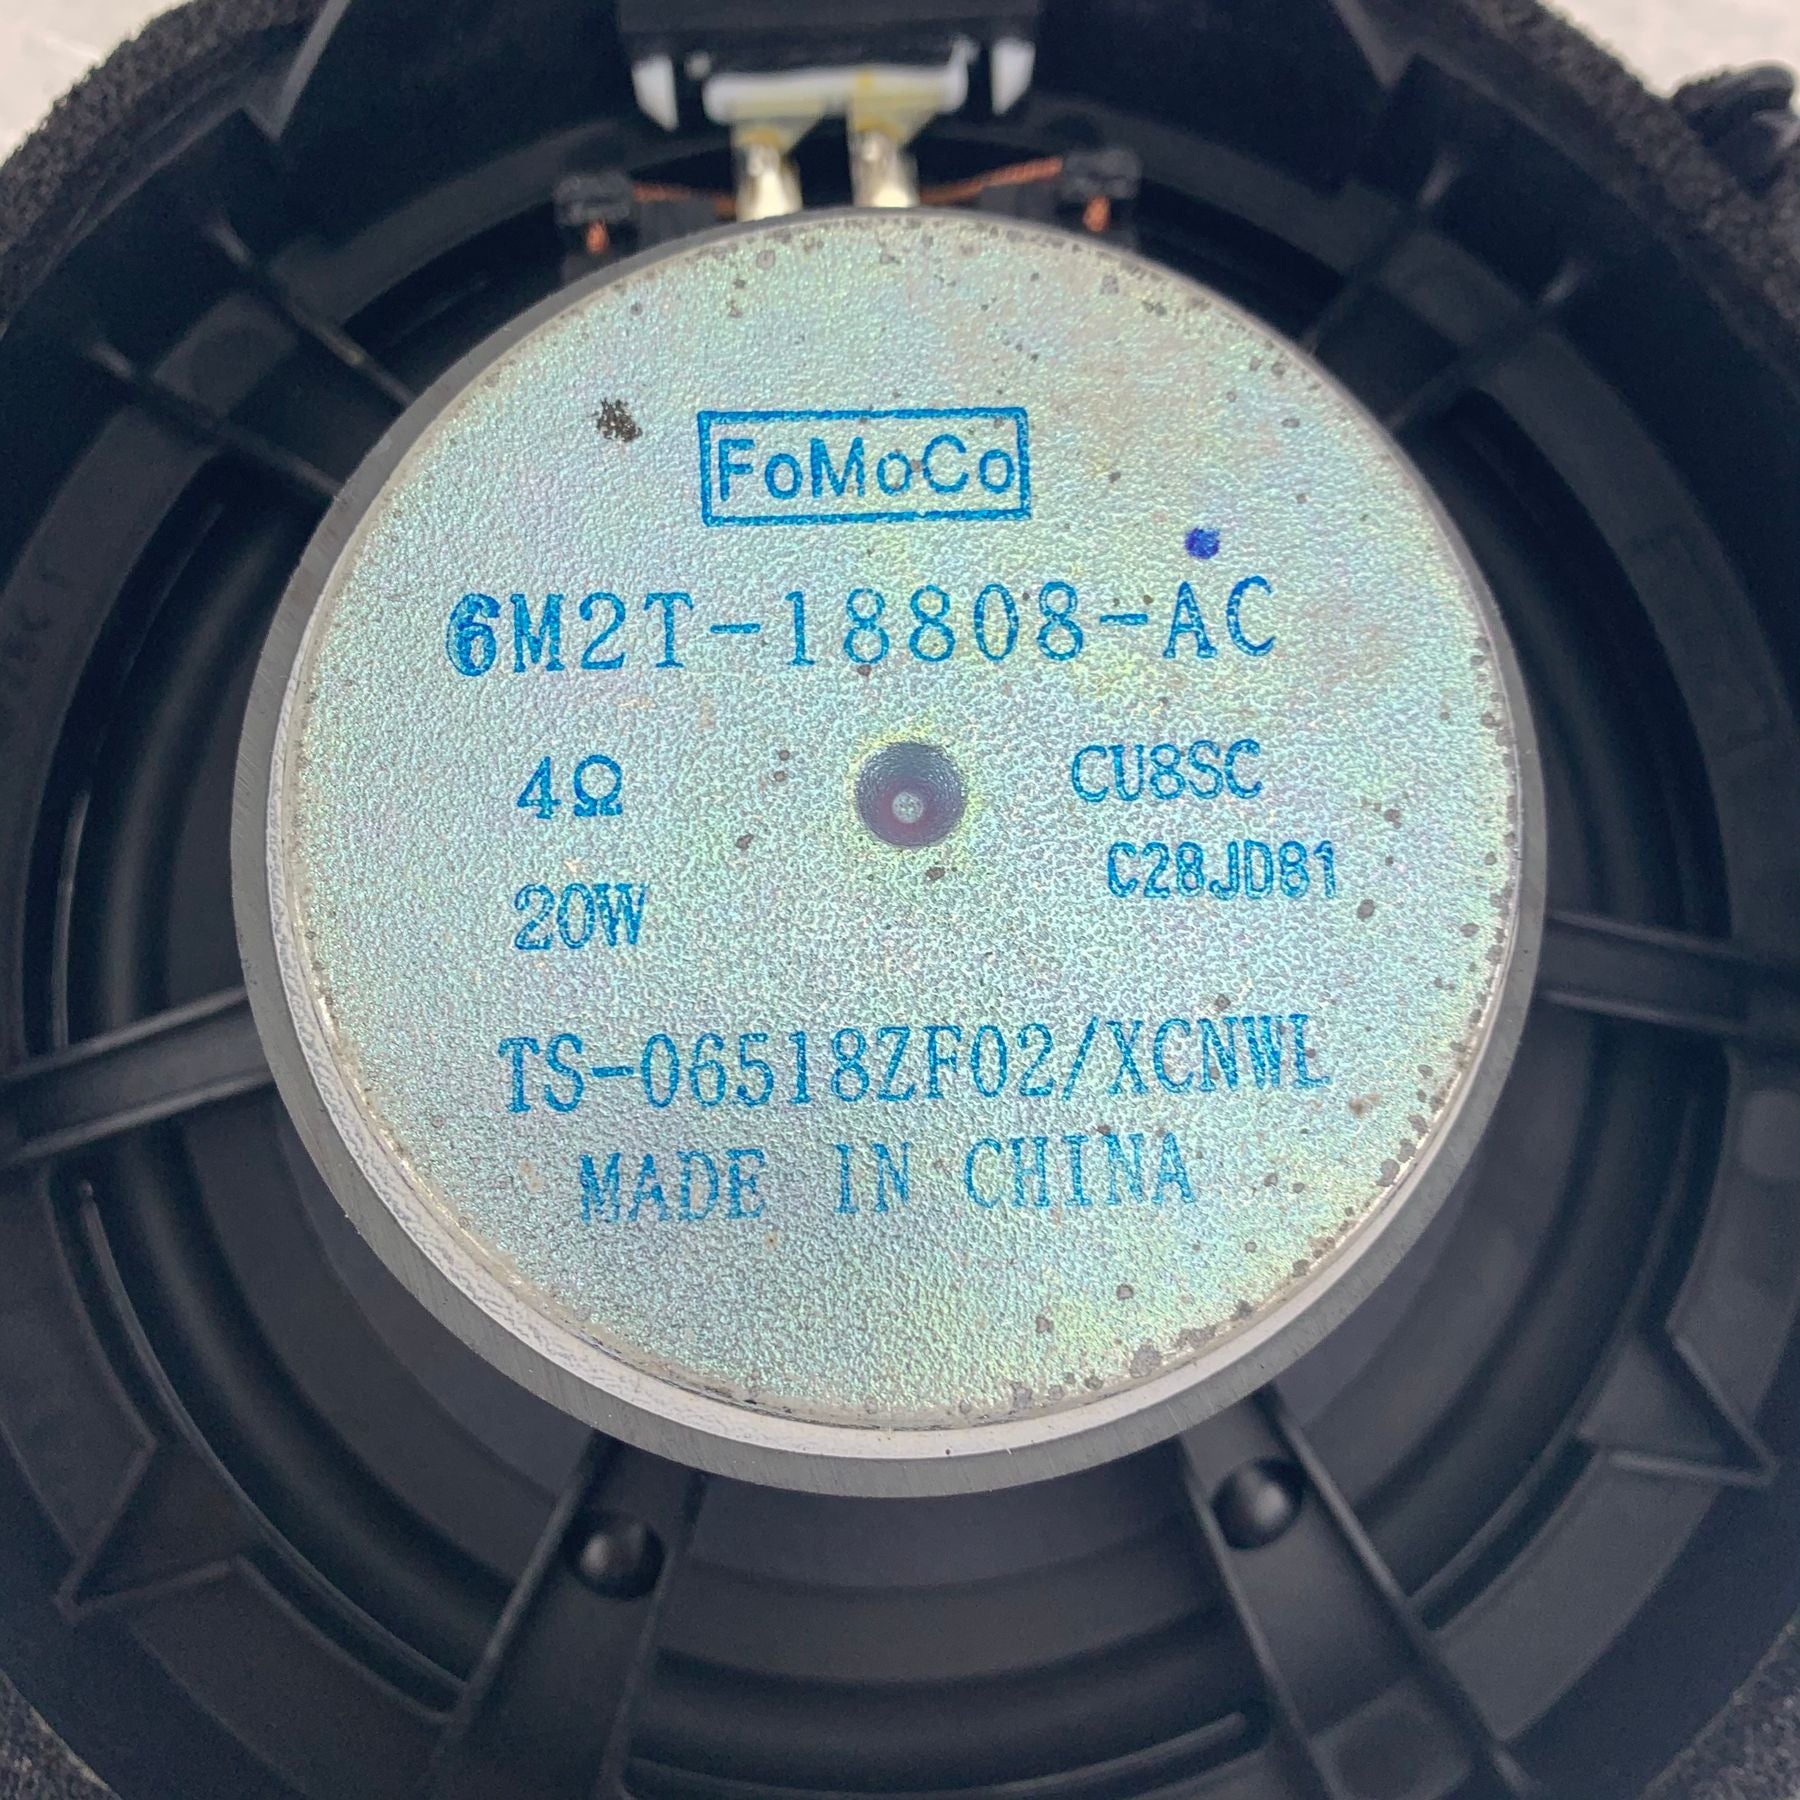 FoMoCo
6M2T-18808-AC
4Ω
CU8SC
C28JD81
20W
TS-06518ZF02/XCNWL
MADE IN CHINA